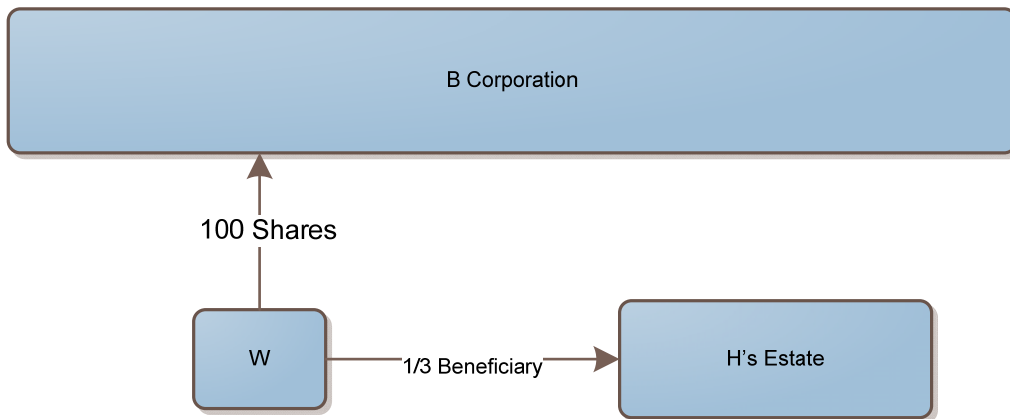 B Corporation
100 Shares
W
1/3 Beneficiary
H's Estate